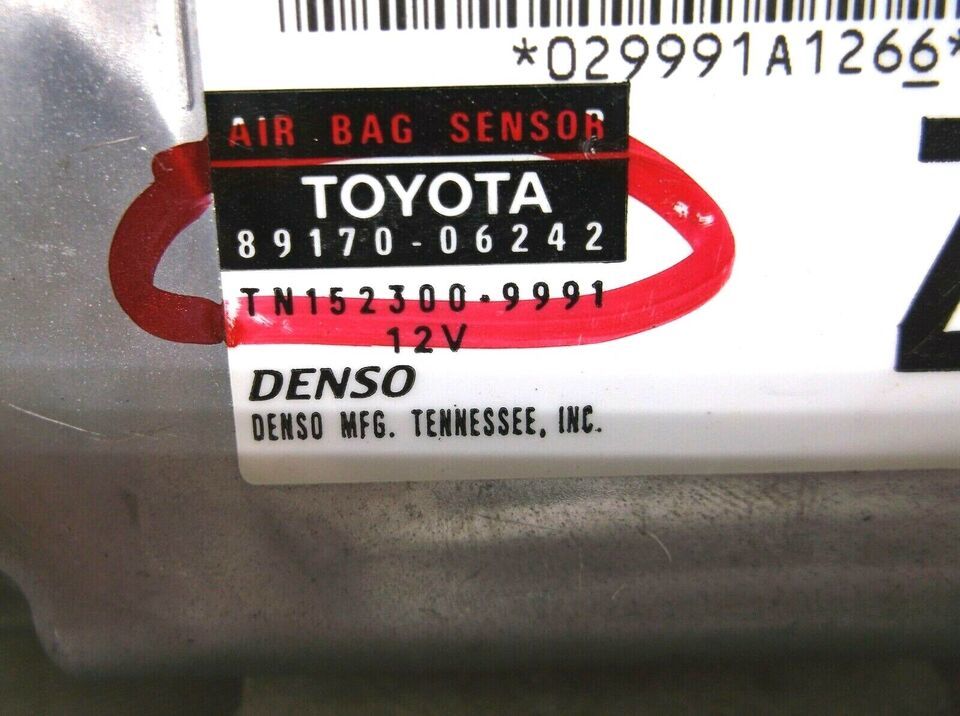 *029991A1266*
AIR BAG SENSOR
TOYOTA
89170-06242
TN152300-9991
12V
DENSO
DENSO MFG. TENNESSEE, INC.